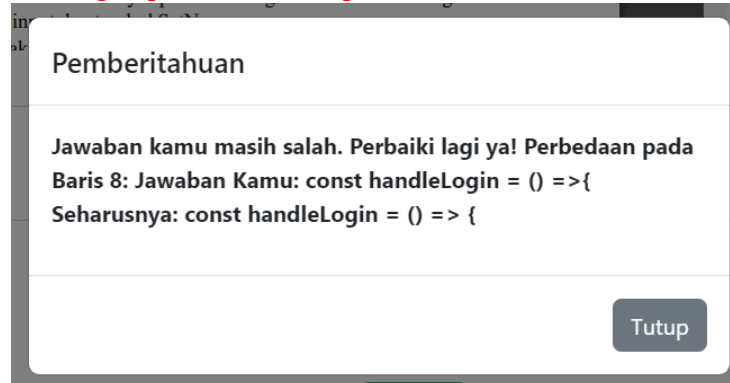 Pemberitahuan
Jawaban kamu masih salah. Perbaiki lagi ya! Perbedaan pada
Baris 8: Jawaban Kamu: const handleLogin = () =>{
Seharusnya: const handleLogin = () => {
Tutup